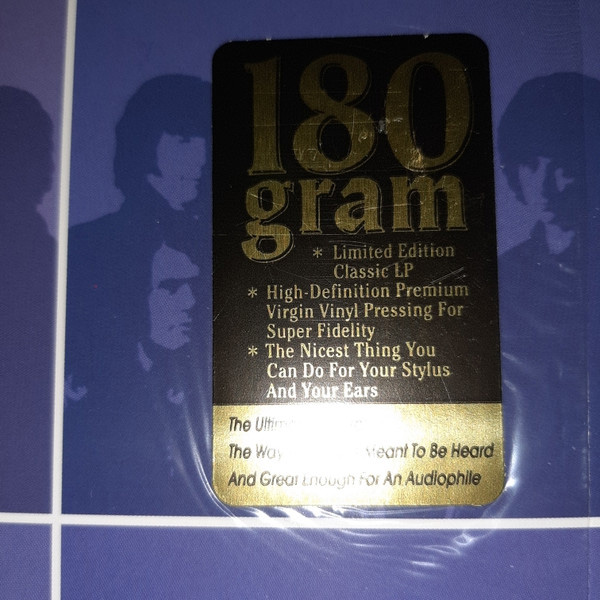 180
gram
* Limited Edition
Classic LP
* High-Definition Premium
Virgin Vinyl Pressing For
Super Fidelity
* The Nicest Thing You
Can Do For Your Stylus
And Your Ears
The
The Way Meant To Be Heard
And Great Enough For An Audiophile